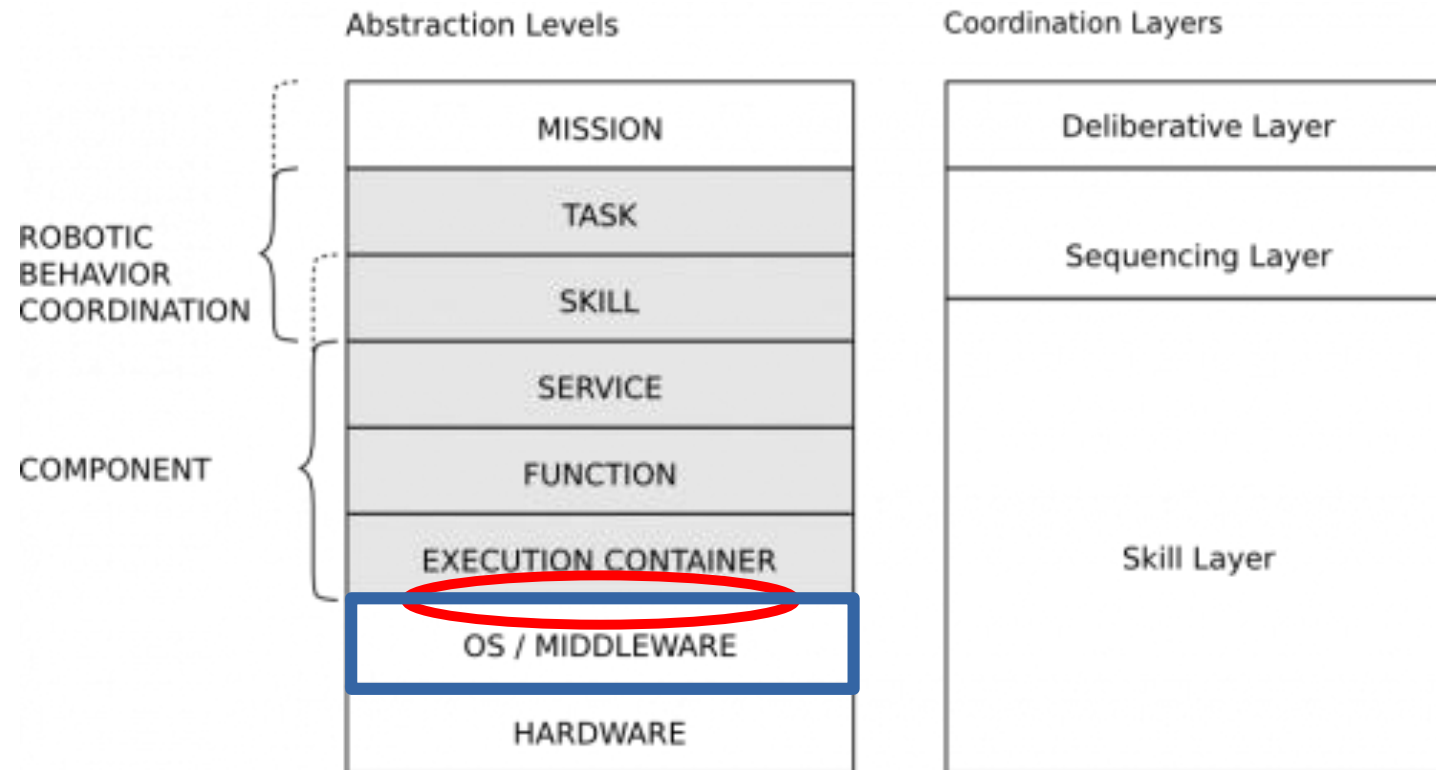 Abstraction Levels
Coordination Layers
MISSION
TASK
SKILL
SERVICE
FUNCTION
EXECUTION CONTAINER
OS / MIDDLEWARE
HARDWARE
ROBOTIC
BEHAVIOR
COORDINATION
COMPONENT
Deliberative Layer
Sequencing Layer
Skill Layer